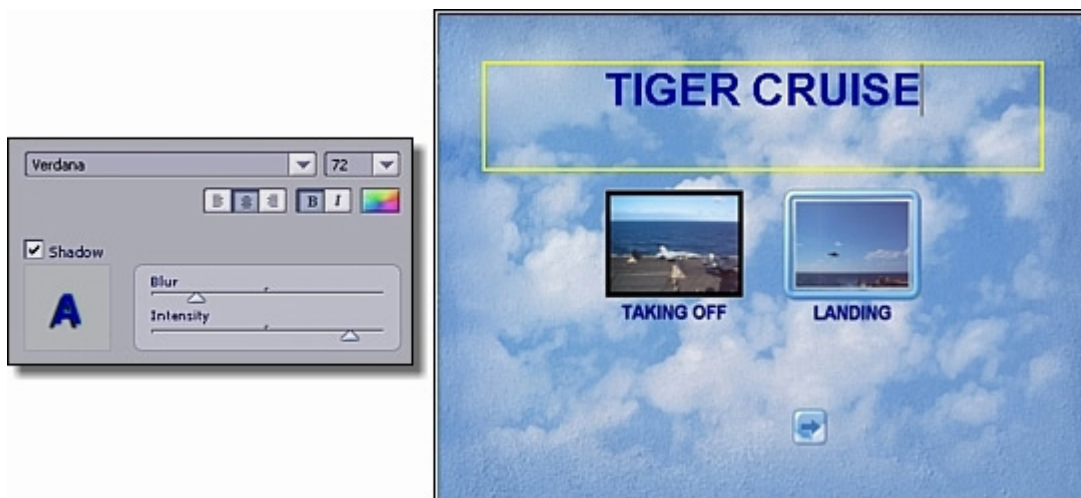 Verdana
72
B I
Shadow
A
Blur
Intensity
TIGER CRUISE
TAKING OFF
LANDING